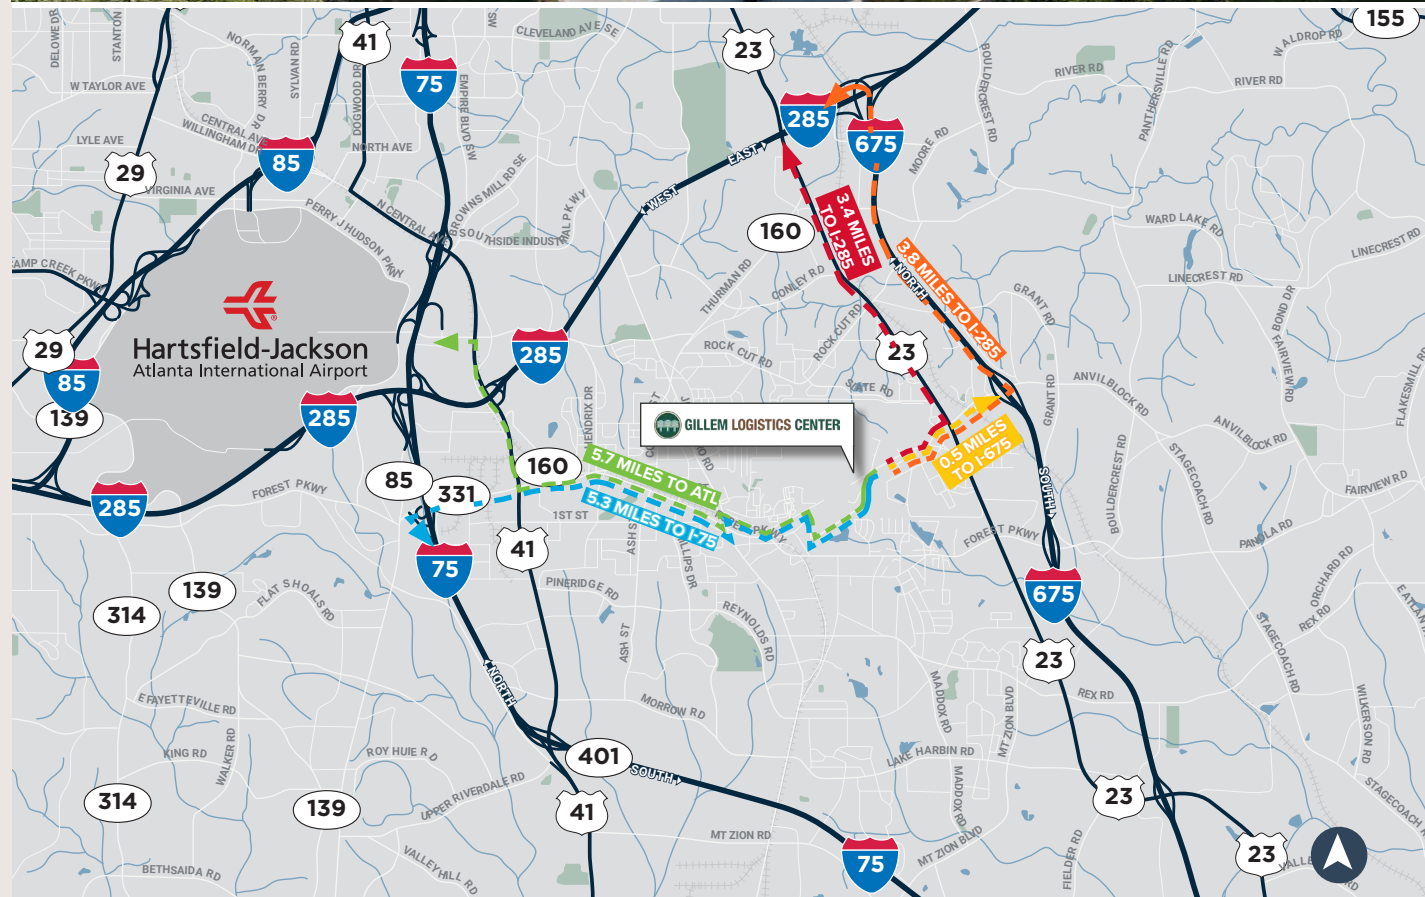 155
41
23
SW
CLEVELAND AVE SE
DELOWE DR
STANTON
NORMAN BERRY DR
SYLVAN RD
DOGWOOD DR
75
EMPIRE BLVD SW
BOULDERCREST RD
RIVER RD
PANTHERSVILLE RD
W ALDROP RD
RIVER RD
W TAYLOR AVE
285
675
CENTRAL AVE
WILLINGHAM DR
LYLE AVE
NORTH AVE
85
29
MOORE RD
EAST
WEST
VIRGINIA AVE
BROWNS MILL RD SE
PERRY J HUDSON PKWY
N CENTRAL AVE
SOUTHSIDE INDUST
160
3.4 MILES
TO I-285
WARD LAKE RD
LINECREST RD
3.8 MILES TO I-285
NORTH
AMP CREEK PKWY
THURMAN RD
CONLEY RD
LINECREST RD
GRANT RD
BOND DR
Hartsfield-Jackson
Atlanta International Airport
ROCK CUT RD
ROCK CUT RD
23
29
285
FAIRVIEW RD
FLAKESMILL RD
85
139
285
SLATE RD
ANVILBLOCK RD
GRANT RD
HENDRIX DR
GILLEM LOGISTICS CENTER
ANVILBLOCK RD
0.5 MILES
TO I-675
BOULDERCREST RD
STAGECOACH RD
160
5.7 MILES TO ATL
5.3 MILES TO I-75
85
331
FOREST PKWY
285
SOUTH
FAIRVIEW RD
1ST ST
ASH S
41
FOREST PKWY
PANOLA RD
75
PINERIDGE RD
PHILLIPS DR
675
ORCHARD RD
REX RD
139
314
FLAT SHOALS RD
REYNOLDS RD
ASH ST
STAGECOACH RD
23
NORTH
MADDOX RD
MT ZION BLVD
REX RD
E FAYETTEVILLE RD
MORROW RD
WILKERSON RD
KING RD
WALKER RD
ROY HUIE R D
401
SOUTH
LAKE HARBIN RD
MADDOX RD
STAGECOACH R
314
139
UPPER RIVERDALE RD
41
23
MT ZION RD
MT ZION BLVD
75
FIELDER RD
23
BETHSAIDA RD
VALLEYHILL RD